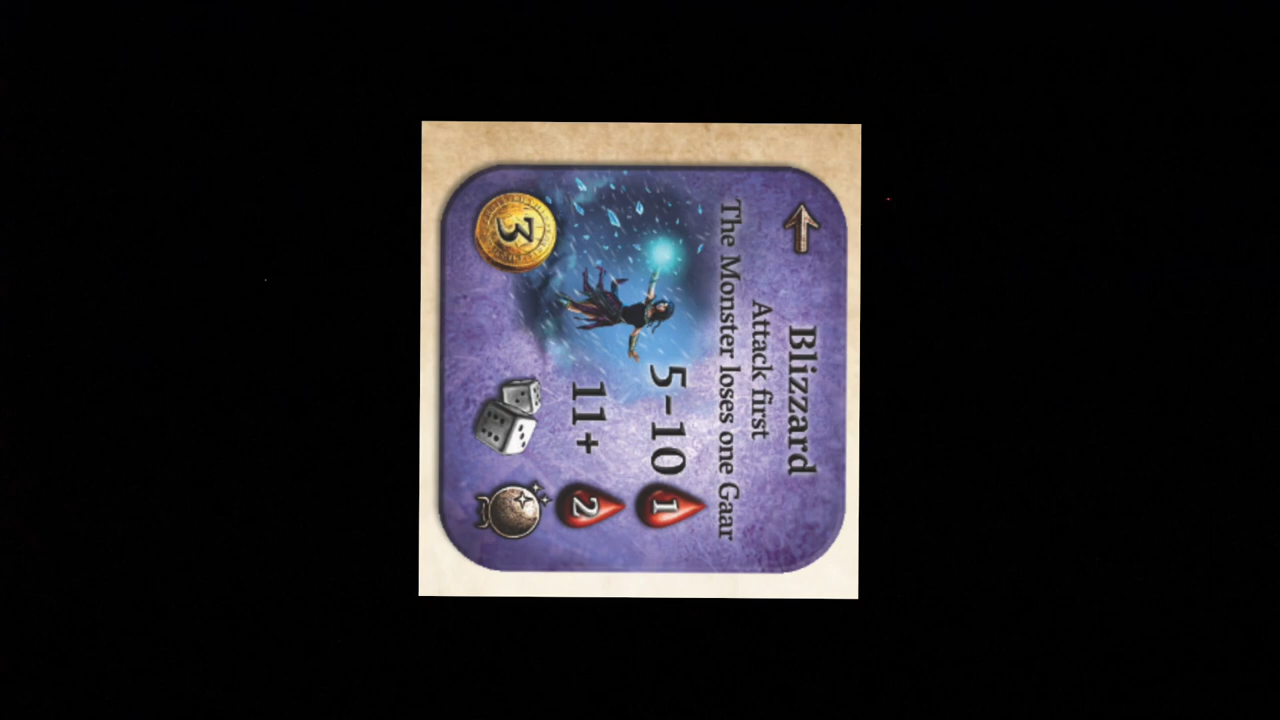 Blizzard
Attack first
The Monster loses one Gaar
5-10 1
11+ 2
3